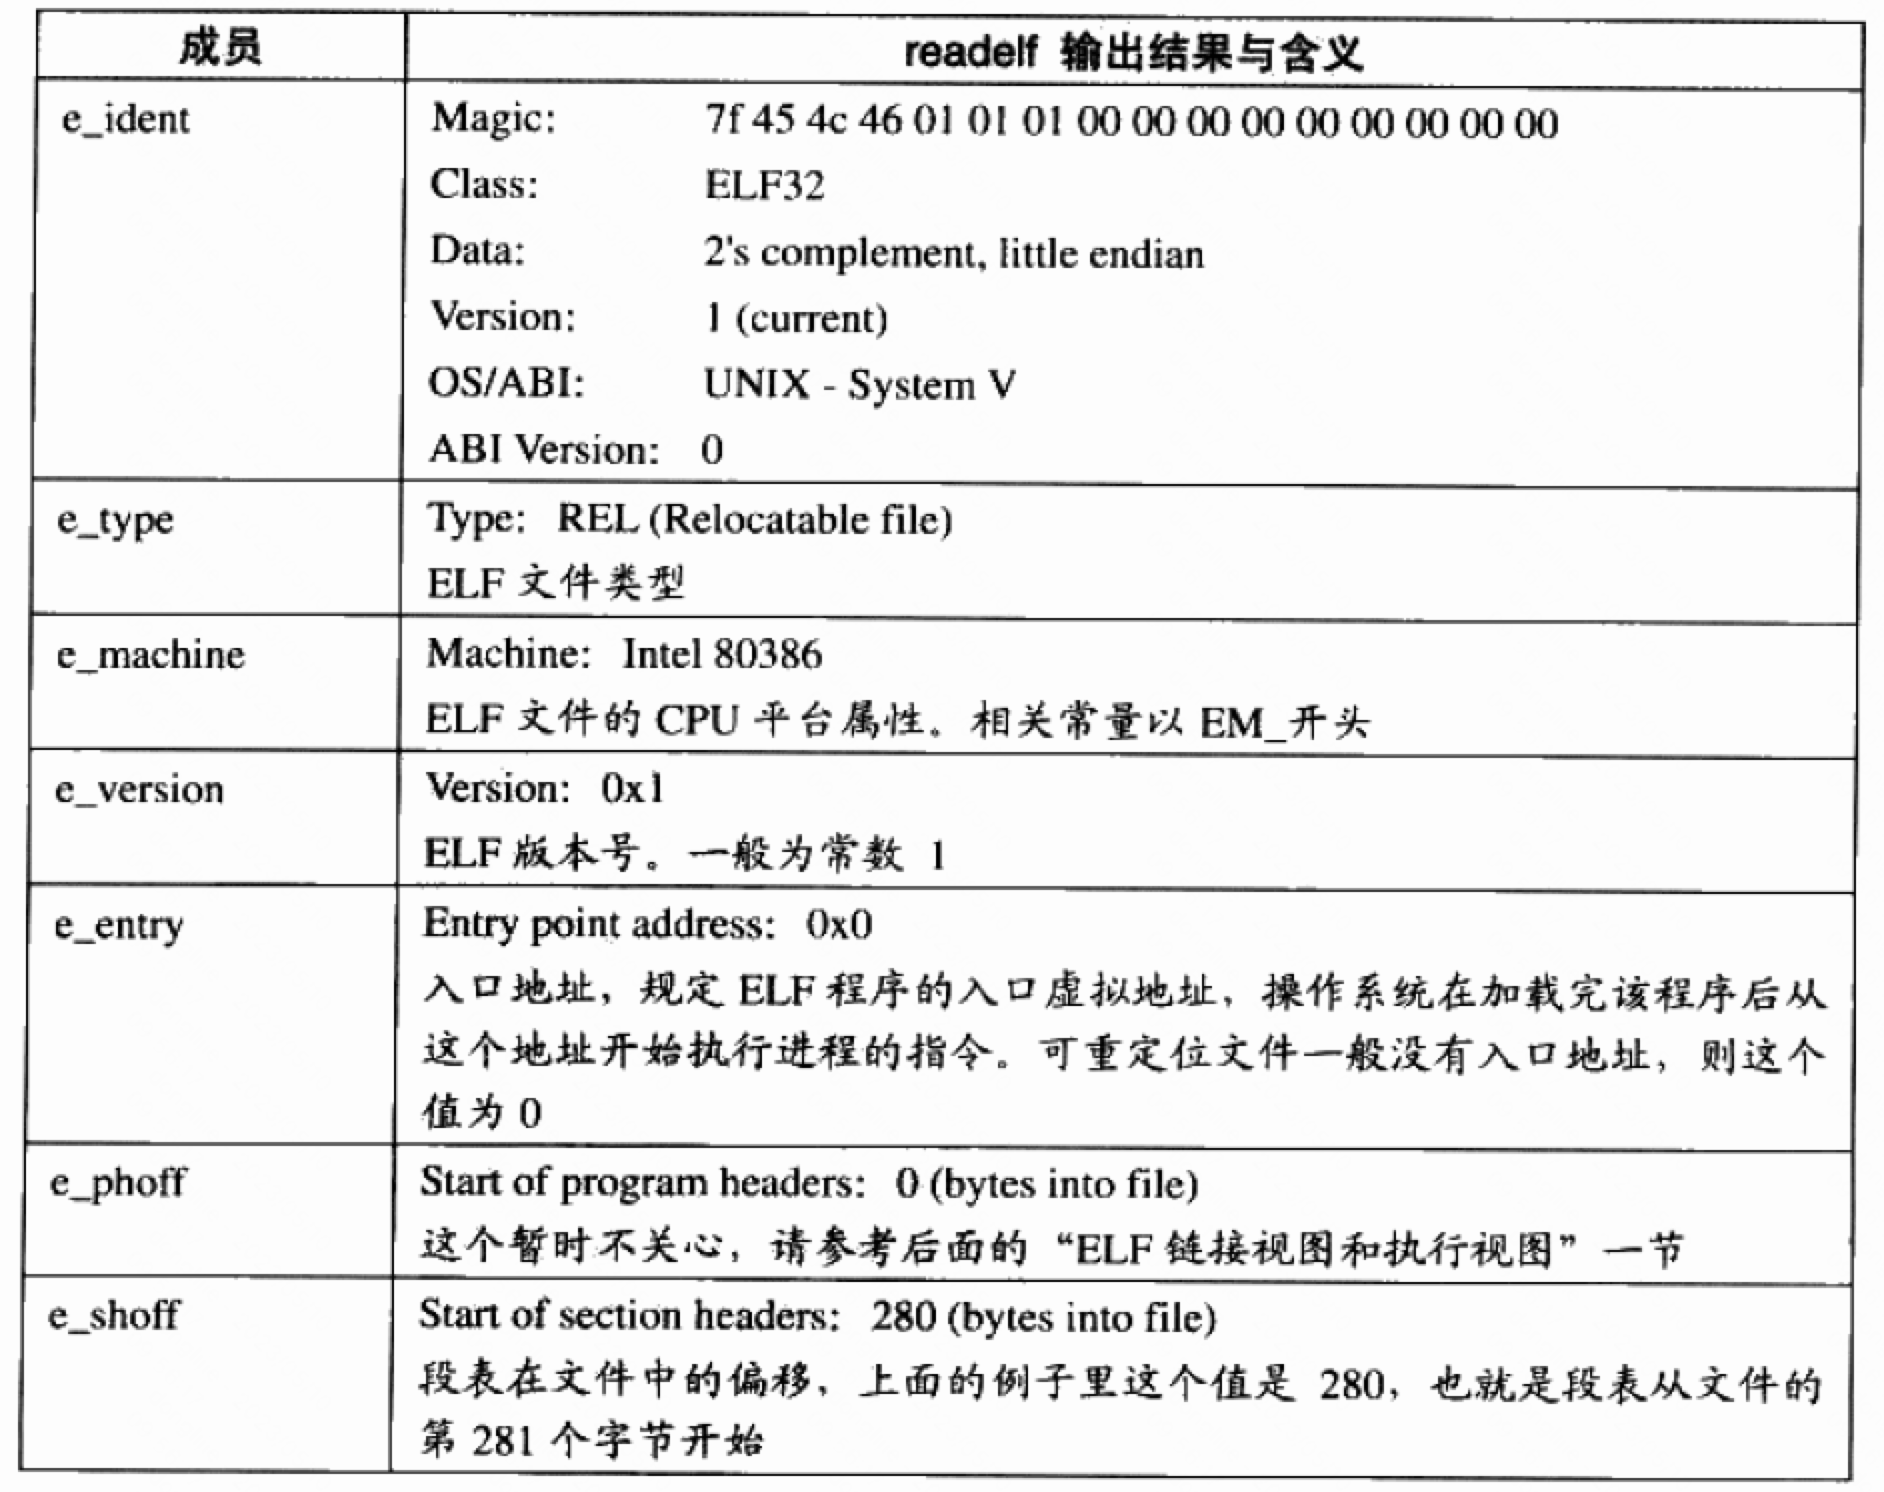 成员 readelf 输出结果与含义
e_ident Magic: 7f 45 4c 46 01 01 01 00 00 00 00 00 00 00 00 00
Class: ELF32
Data: 2's complement, little endian
Version: 1 (current)
OS/ABI: UNIX - System V
ABI Version: 0
e_type Type: REL (Relocatable file)
ELF 文件类型
e_machine Machine: Intel 80386
ELF 文件的 CPU 平台属性。相关常量以 EM_开头
e_version Version: 0x1
ELF 版本号。一般为常数 1
e_entry Entry point address: 0x0
入口地址，规定 ELF 程序的入口虚拟地址，操作系统在加载完该程序后从
这个地址开始执行进程的指令。可重定位文件一般没有入口地址，则这个
值为 0
e_phoff Start of program headers: 0 (bytes into file)
这个暂时不关心，请参考后面的“ELF 链接视图和执行视图”一节
e_shoff Start of section headers: 280 (bytes into file)
段表在文件中的偏移，上面的例子里这个值是 280，也就是段表从文件的
第 281 个字节开始